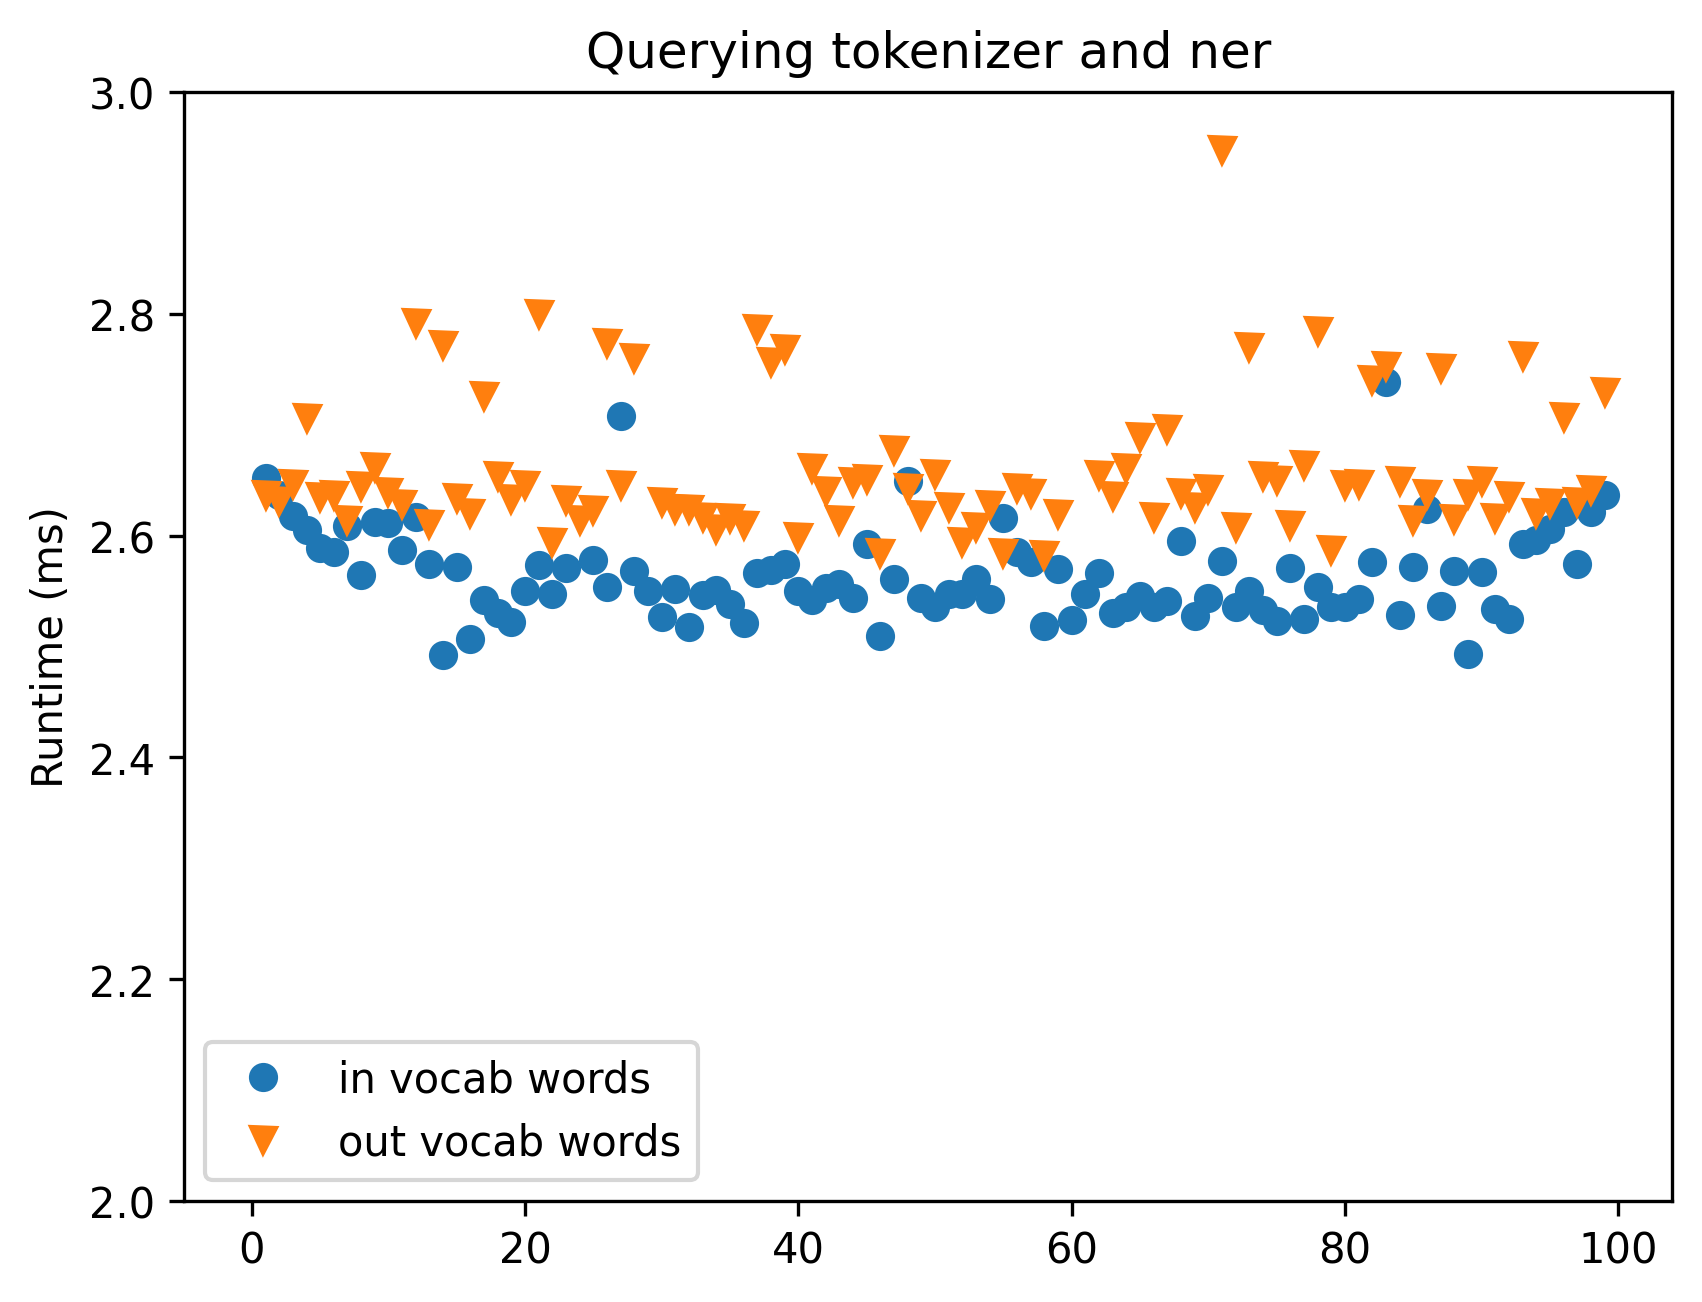 Querying tokenizer and ner
3.0
2.8
2.6
2.4
2.2
2.0
Runtime (ms)
in vocab words
out vocab words
0 20 40 60 80 100